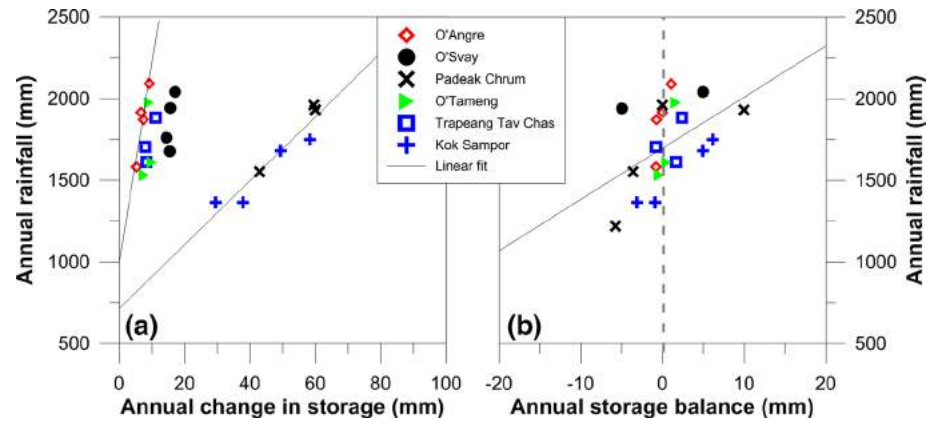 2500
2000
1500
1000
500
Annual rainfall (mm)
0 20 40 60 80 100
Annual change in storage (mm)
(a)
O'Angre
O'Svay
Padeak Chrum
O'Tameng
Trapeang Tav Chas
Kok Sampor
Linear fit
(b)
-20 -10 0 10 20
Annual storage balance (mm)
2500
2000
1500
1000
500
Annual rainfall (mm)